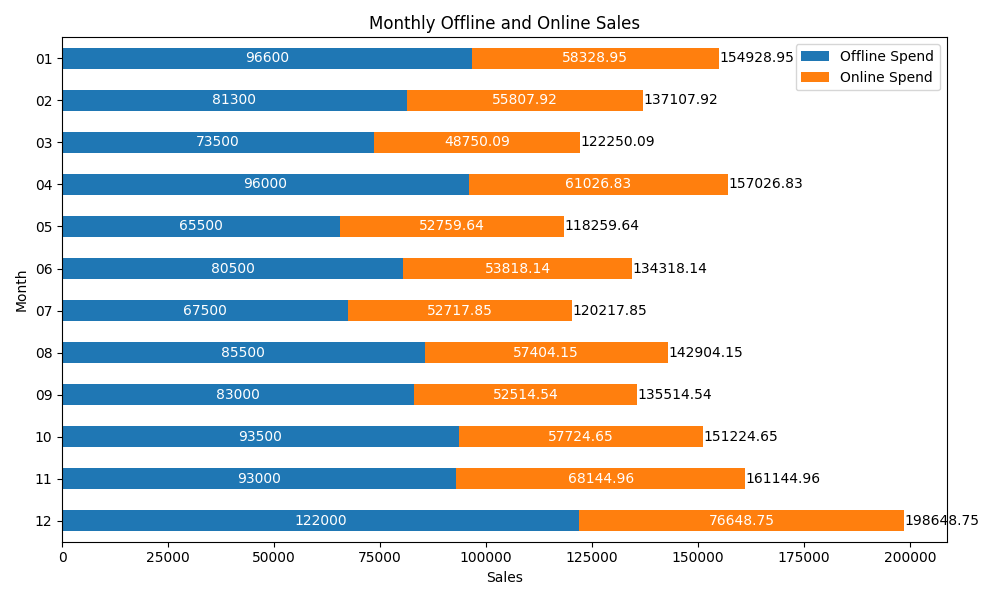 Monthly Offline and Online Sales
Offline Spend
Online Spend
01 96600 58328.95 154928.95
02 81300 55807.92 137107.92
03 73500 48750.09 122250.09
04 96000 61026.83 157026.83
05 65500 52759.64 118259.64
06 80500 53818.14 134318.14
07 67500 52717.85 120217.85
08 85500 57404.15 142904.15
09 83000 52514.54 135514.54
10 93500 57724.65 151224.65
11 93000 68144.96 161144.96
12 122000 76648.75 198648.75
Month
0 25000 50000 75000 100000 125000 150000 175000 200000
Sales